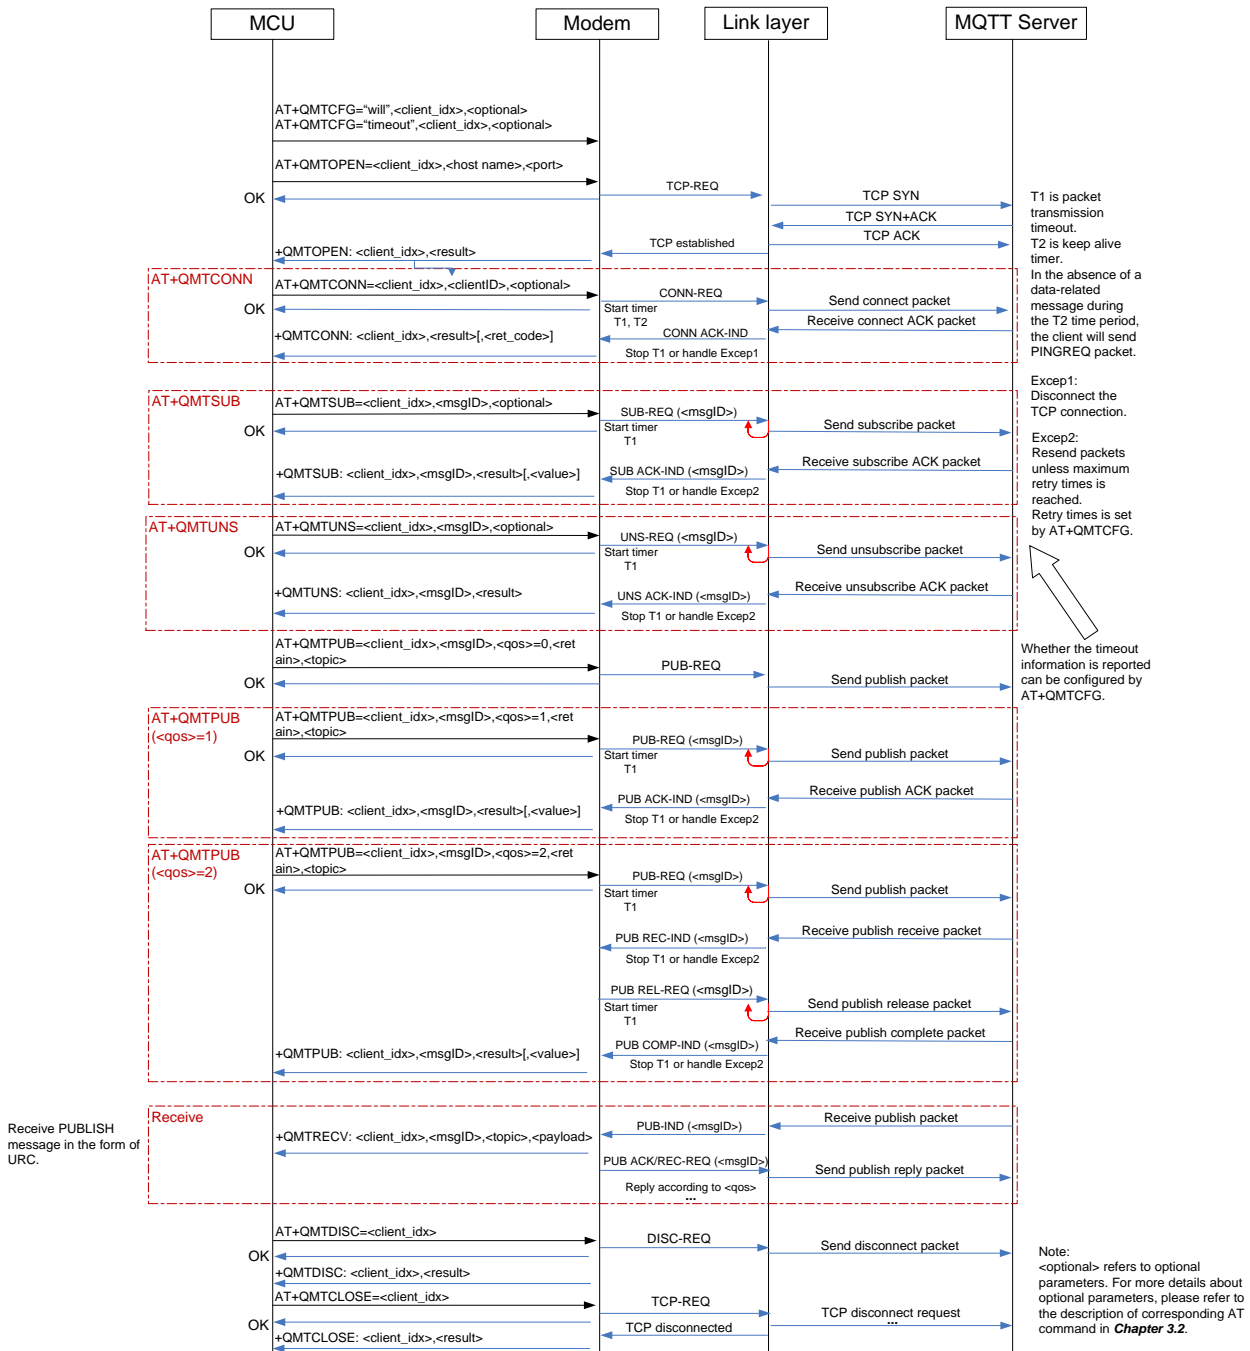 MCU
Modem
Link layer
MQTT Server
AT+QMTCFG=“will”,<client_idx>,<optional>
AT+QMTCFG=“timeout”,<client_idx>,<optional>
AT+QMTOPEN=<client_idx>,<host name>,<port>
TCP-REQ
OK
TCP SYN
TCP SYN+ACK
TCP established
TCP ACK
+QMTOPEN: <client_idx>,<result>
T1 is packet
transmission
timeout.
T2 is keep alive
timer.
In the absence of a
data-related
message during
the T2 time period,
the client will send
PINGREQ packet.
Excep1:
Disconnect the
TCP connection.
Excep2:
Resend packets
unless maximum
retry times is
reached.
Retry times is set
by AT+QMTCFG.
Whether the timeout
information is reported
can be configured by
AT+QMTCFG.
AT+QMTCONN
AT+QMTCONN=<client_idx>,<clientID>,<optional>
CONN-REQ
OK
Start timer
T1, T2
Send connect packet
Receive connect ACK packet
CONN ACK-IND
+QMTCONN: <client_idx>,<result>[,<ret_code>]
Stop T1 or handle Excep1
AT+QMTSUB
AT+QMTSUB=<client_idx>,<msgID>,<optional>
SUB-REQ (<msgID>)
OK
Start timer
T1
Send subscribe packet
Receive subscribe ACK packet
SUB ACK-IND (<msgID>)
+QMTSUB: <client_idx>,<msgID>,<result>[,<value>]
Stop T1 or handle Excep2
AT+QMTUNS
AT+QMTUNS=<client_idx>,<msgID>,<optional>
UNS-REQ (<msgID>)
OK
Start timer
T1
Send unsubscribe packet
Receive unsubscribe ACK packet
+QMTUNS: <client_idx>,<msgID>,<result>
UNS ACK-IND (<msgID>)
Stop T1 or handle Excep2
AT+QMTPUB=<client_idx>,<msgID>,<qos>=0,<ret
ain>,<topic>
PUB-REQ
OK
Send publish packet
AT+QMTPUB
(<qos>=1)
AT+QMTPUB=<client_idx>,<msgID>,<qos>=1,<ret
ain>,<topic>
PUB-REQ (<msgID>)
OK
Start timer
T1
Send publish packet
Receive publish ACK packet
PUB ACK-IND (<msgID>)
+QMTPUB: <client_idx>,<msgID>,<result>[,<value>]
Stop T1 or handle Excep2
AT+QMTPUB
(<qos>=2)
AT+QMTPUB=<client_idx>,<msgID>,<qos>=2,<ret
ain>,<topic>
PUB-REQ (<msgID>)
OK
Start timer
T1
Send publish packet
Receive publish receive packet
PUB REC-IND (<msgID>)
Stop T1 or handle Excep2
PUB REL-REQ (<msgID>)
Start timer
T1
Send publish release packet
Receive publish complete packet
PUB COMP-IND (<msgID>)
+QMTPUB: <client_idx>,<msgID>,<result>[,<value>]
Stop T1 or handle Excep2
Receive PUBLISH
message in the form of
URC.
Receive
Receive publish packet
PUB-IND (<msgID>)
+QMTRECV: <client_idx>,<msgID>,<topic>,<payload>
PUB ACK/REC-REQ (<msgID>)
Send publish reply packet
Reply according to <qos>
...
AT+QMTDISC=<client_idx>
DISC-REQ
OK
Send disconnect packet
+QMTDISC: <client_idx>,<result>
AT+QMTCLOSE=<client_idx>
TCP-REQ
OK
TCP disconnect request
...
TCP disconnected
+QMTCLOSE: <client_idx>,<result>
Note:
<optional> refers to optional
parameters. For more details about
optional parameters, please refer to
the description of corresponding AT
command in Chapter 3.2.